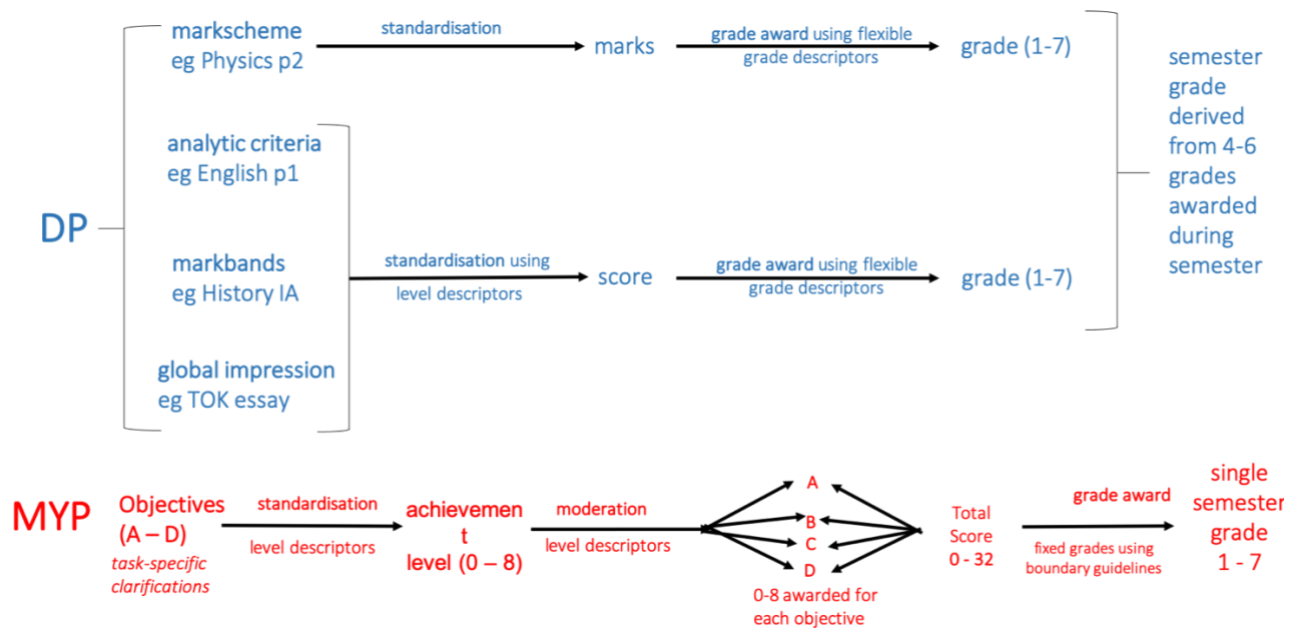 DP
markscheme
eg Physics p2
standardisation
marks
grade award using flexible
grade descriptors
grade (1-7)
analytic criteria
eg English p1
markbands
eg History IA
global impression
eg TOK essay
standardisation using
level descriptors
score
grade award using flexible
grade descriptors
grade (1-7)
semester
grade
derived
from 4-6
grades
awarded
during
semester
MYP
Objectives
(A – D)
task-specific
clarifications
standardisation
level descriptors
achievemen
t
level (0 – 8)
moderation
level descriptors
A
B
C
D
0-8 awarded for
each objective
Total
Score
0 - 32
grade award
fixed grades using
boundary guidelines
single
semester
grade
1 - 7